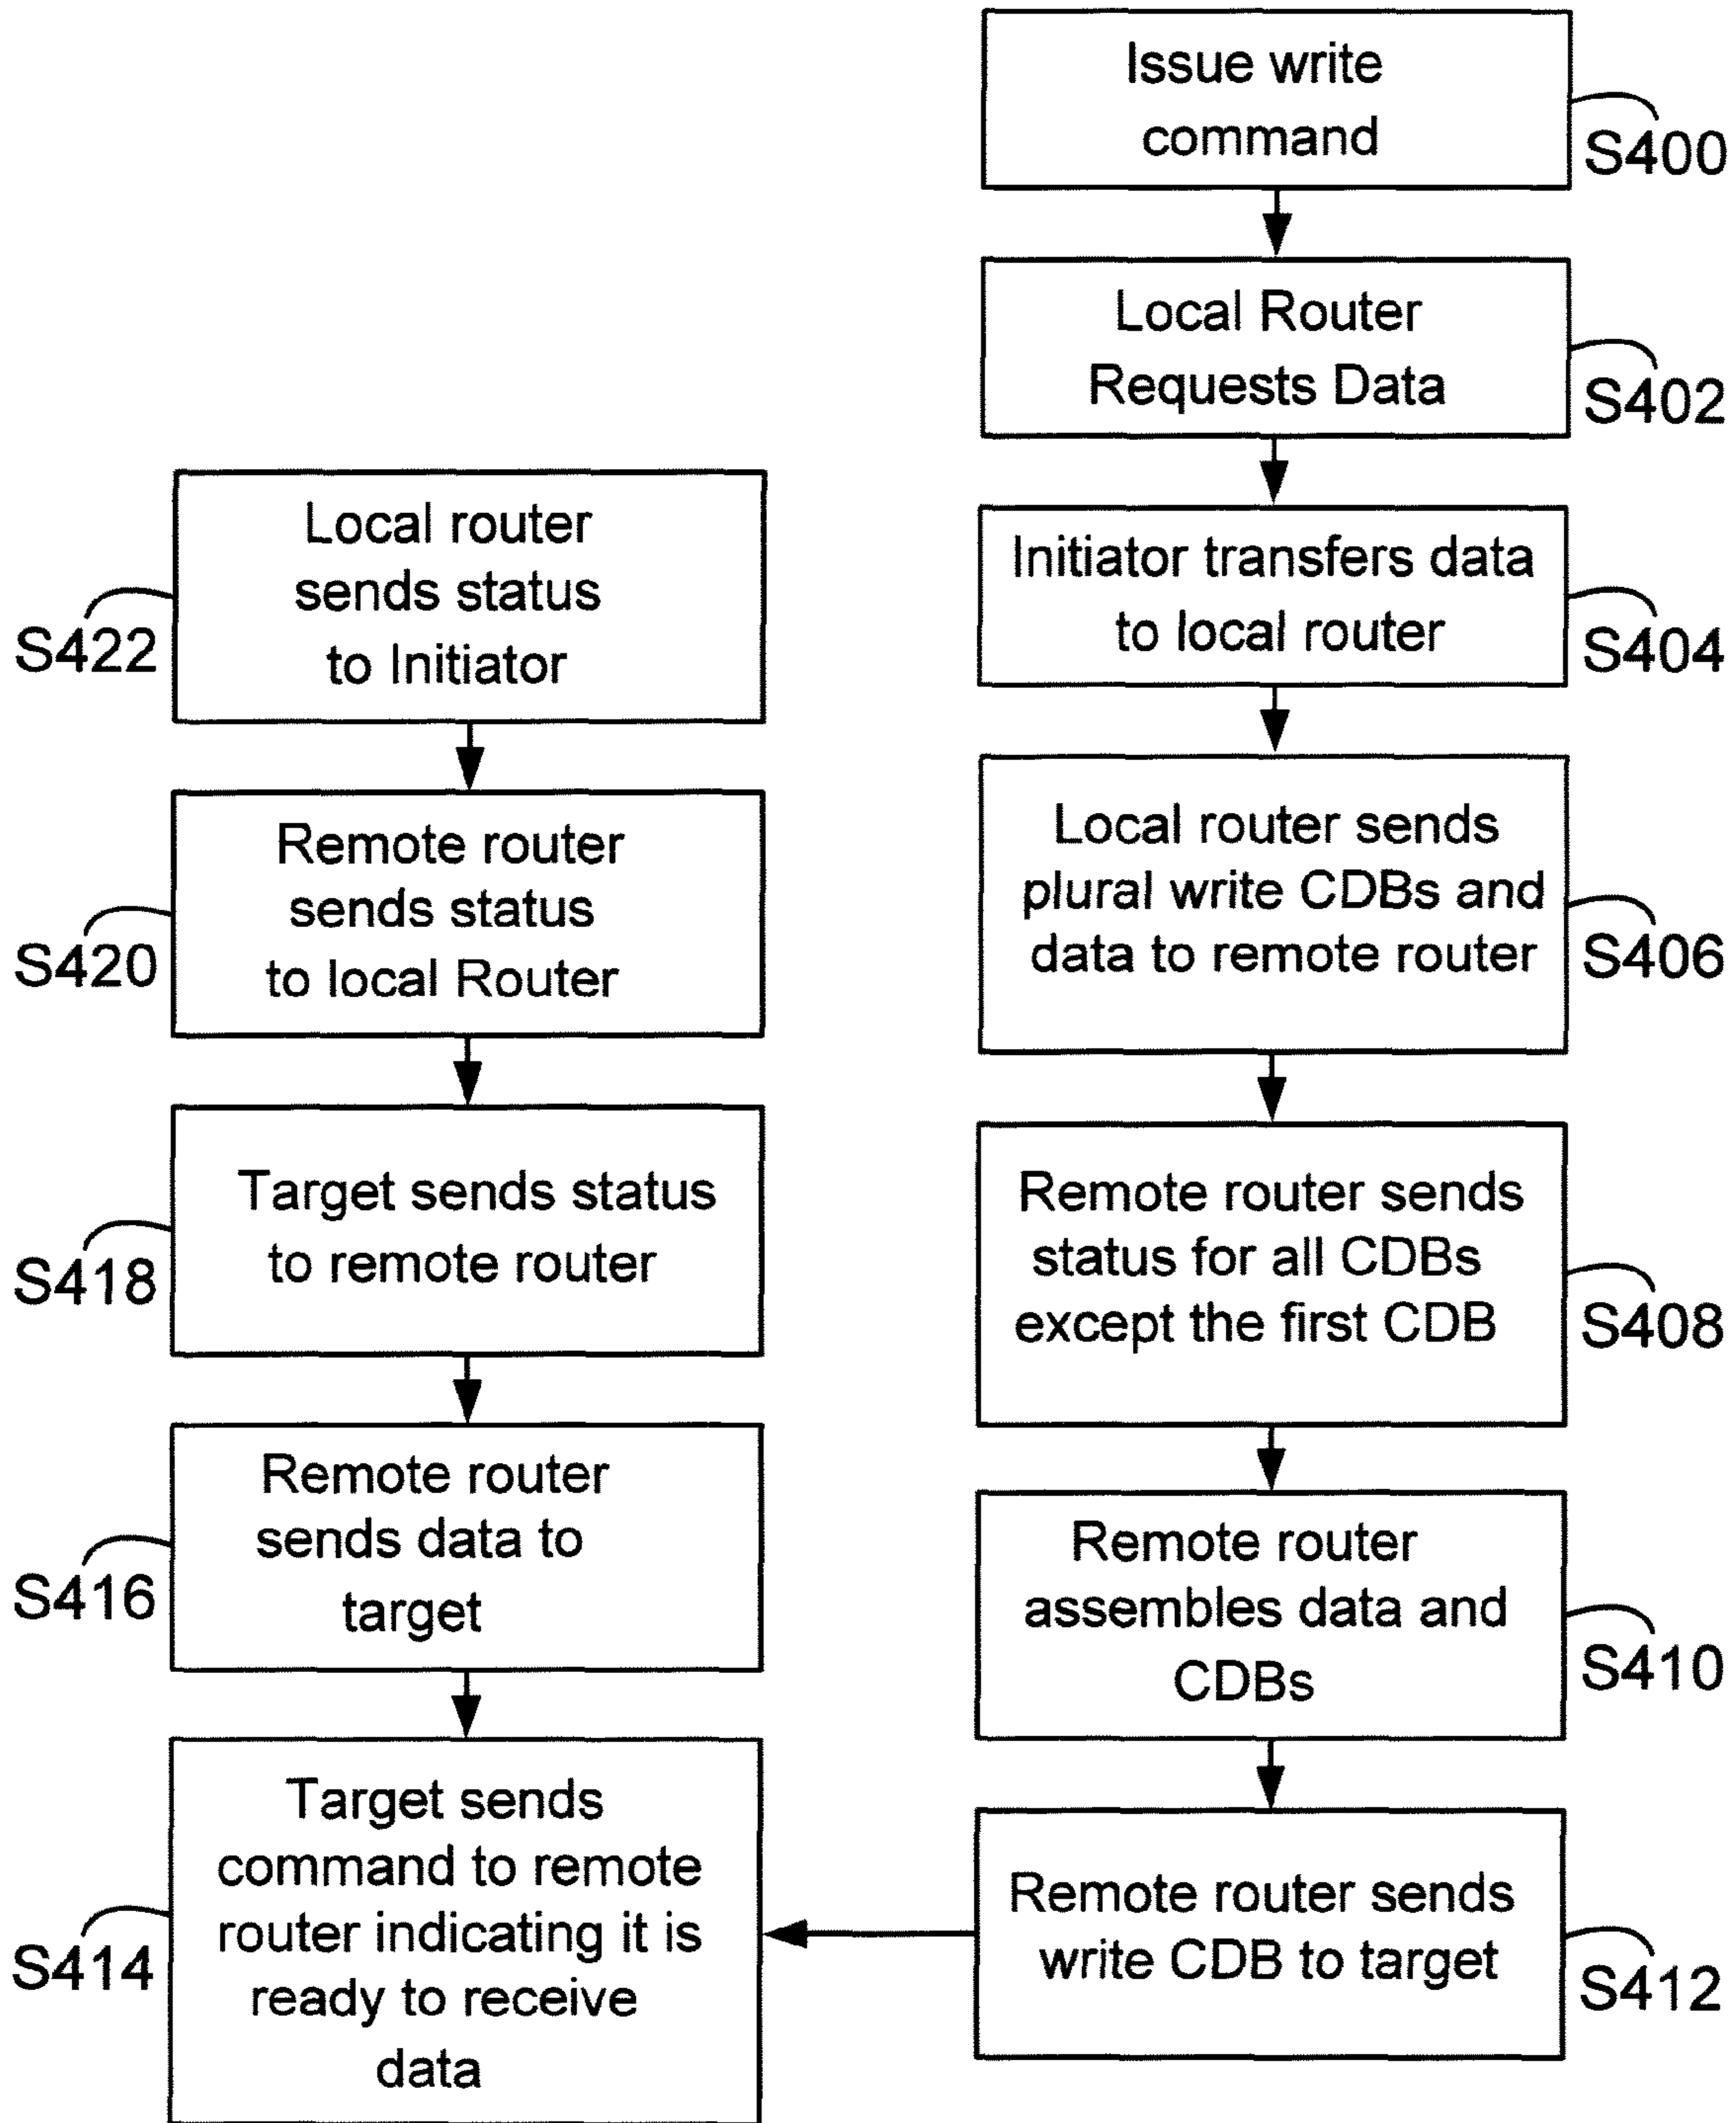 Issue write
command
S400
Local Router
Requests Data
S402
Initiator transfers data
to local router
S404
Local router sends
plural write CDBs and
data to remote router
S406
Remote router sends
status for all CDBs
except the first CDB
S408
Remote router
assembles data and
CDBs
S410
Remote router sends
write CDB to target
S412
Local router
sends status
to Initiator
S422
Remote router
sends status
to local Router
S420
Target sends status
to remote router
S418
Remote router
sends data to
target
S416
Target sends
command to remote
router indicating it is
ready to receive
data
S414